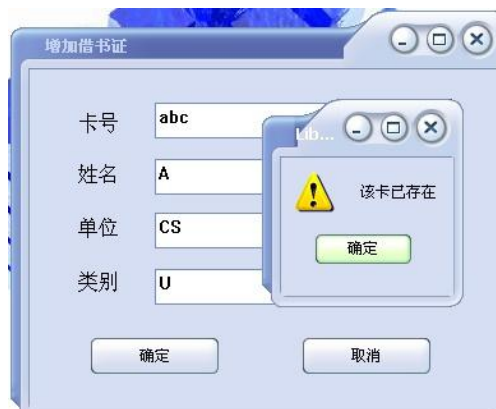 增加借书证
卡号 abc
姓名 A
单位 CS
类别 U
确定 取消
Lib...
该卡已存在
确定